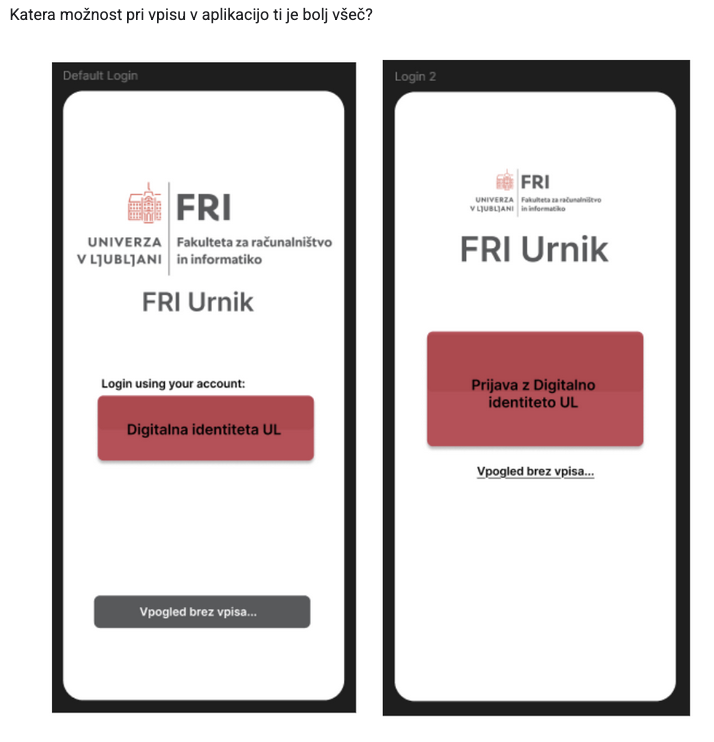 Katera možnost pri vpisu v aplikacijo ti je bolj všeč?
Default Login
FRI
UNIVERZA
V LJUBLJANI
Fakulteta za računalništvo
in informatiko
FRI Urnik
Login using your account:
Digitalna identiteta UL
Vpogled brez vpisa...
Login 2
FRI
UNIVERZA
V LJUBLJANI
Fakulteta za računalništvo
in informatiko
FRI Urnik
Prijava z Digitalno
identiteto UL
Vpogled brez vpisa...